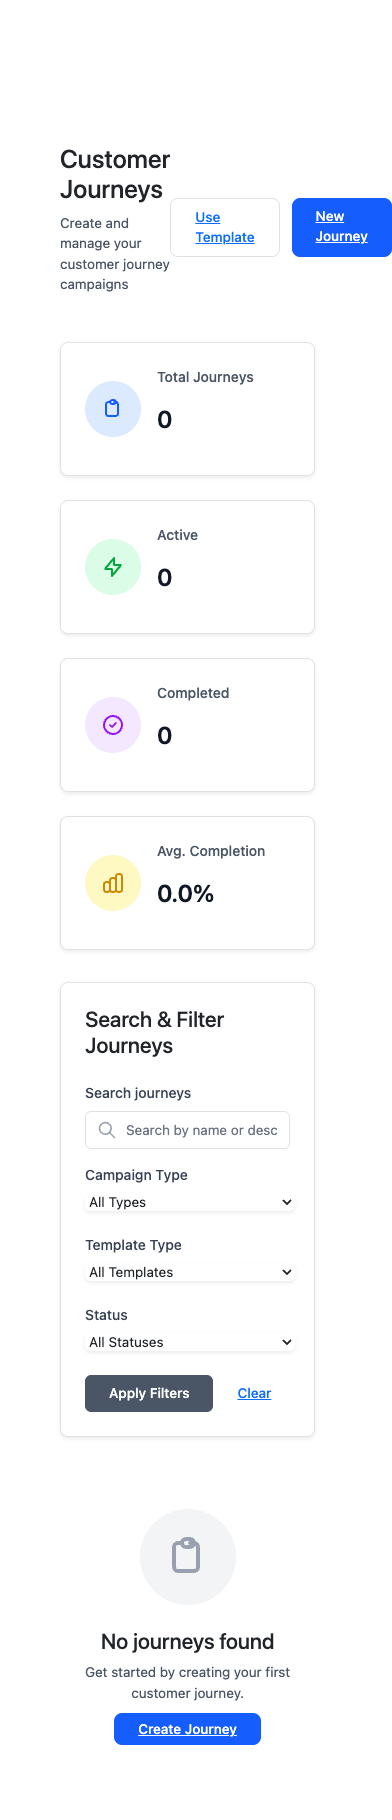 Customer
Journeys
Create and
manage your
customer journey
campaigns
Use
Template
New
Journey
Total Journeys
0
Active
0
Completed
0
Avg. Completion
0.0%
Search & Filter
Journeys
Search journeys
Search by name or desc
Campaign Type
All Types
Template Type
All Templates
Status
All Statuses
Apply Filters
Clear
No journeys found
Get started by creating your first
customer journey.
Create Journey